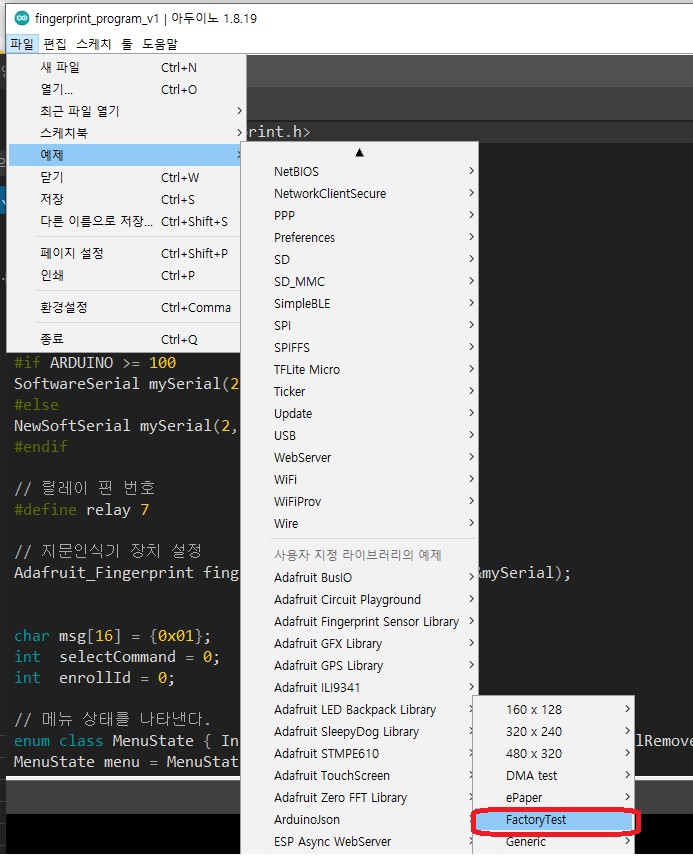 fingerprint_program_v1 | 아두이노 1.8.19
파일 편집 스케치 툴 도움말
새 파일 Ctrl+N
열기... Ctrl+O
최근 파일 열기
스케치북
예제
닫기 Ctrl+W
저장 Ctrl+S
다른 이름으로 저장... Ctrl+Shift+S
페이지 설정 Ctrl+Shift+P
인쇄 Ctrl+P
환경설정 Ctrl+Comma
종료 Ctrl+Q
rint.h>
NetBIOS
NetworkClientSecure
PPP
Preferences
SD
SD_MMC
SimpleBLE
SPI
SPIFFS
TFLite Micro
Ticker
Update
USB
WebServer
WiFi
WiFiProv
Wire
사용자 지정 라이브러리의 예제
Adafruit BusIO
Adafruit Circuit Playground
Adafruit Fingerprint Sensor Library
Adafruit GFX Library
Adafruit GPS Library
Adafruit ILI9341
Adafruit LED Backpack Library
Adafruit SleepyDog Library
Adafruit STMPE610
Adafruit TouchScreen
Adafruit Zero FFT Library
ArduinoJson
ESP Async WebServer
160 x 128
320 x 240
480 x 320
DMA test
ePaper
FactoryTest
Generic
#if ARDUINO >= 100
SoftwareSerial mySerial(2
#else
NewSoftSerial mySerial(2,
#endif
// 릴레이 핀 번호
#define relay 7
// 지문인식기 장치 설정
Adafruit_Fingerprint fing &mySerial);
char msg[16] = {0x01};
int selectCommand = 0;
int enrollId = 0;
// 메뉴 상태를 나타낸다.
enum class MenuState { In lRemove
MenuState menu = MenuStat